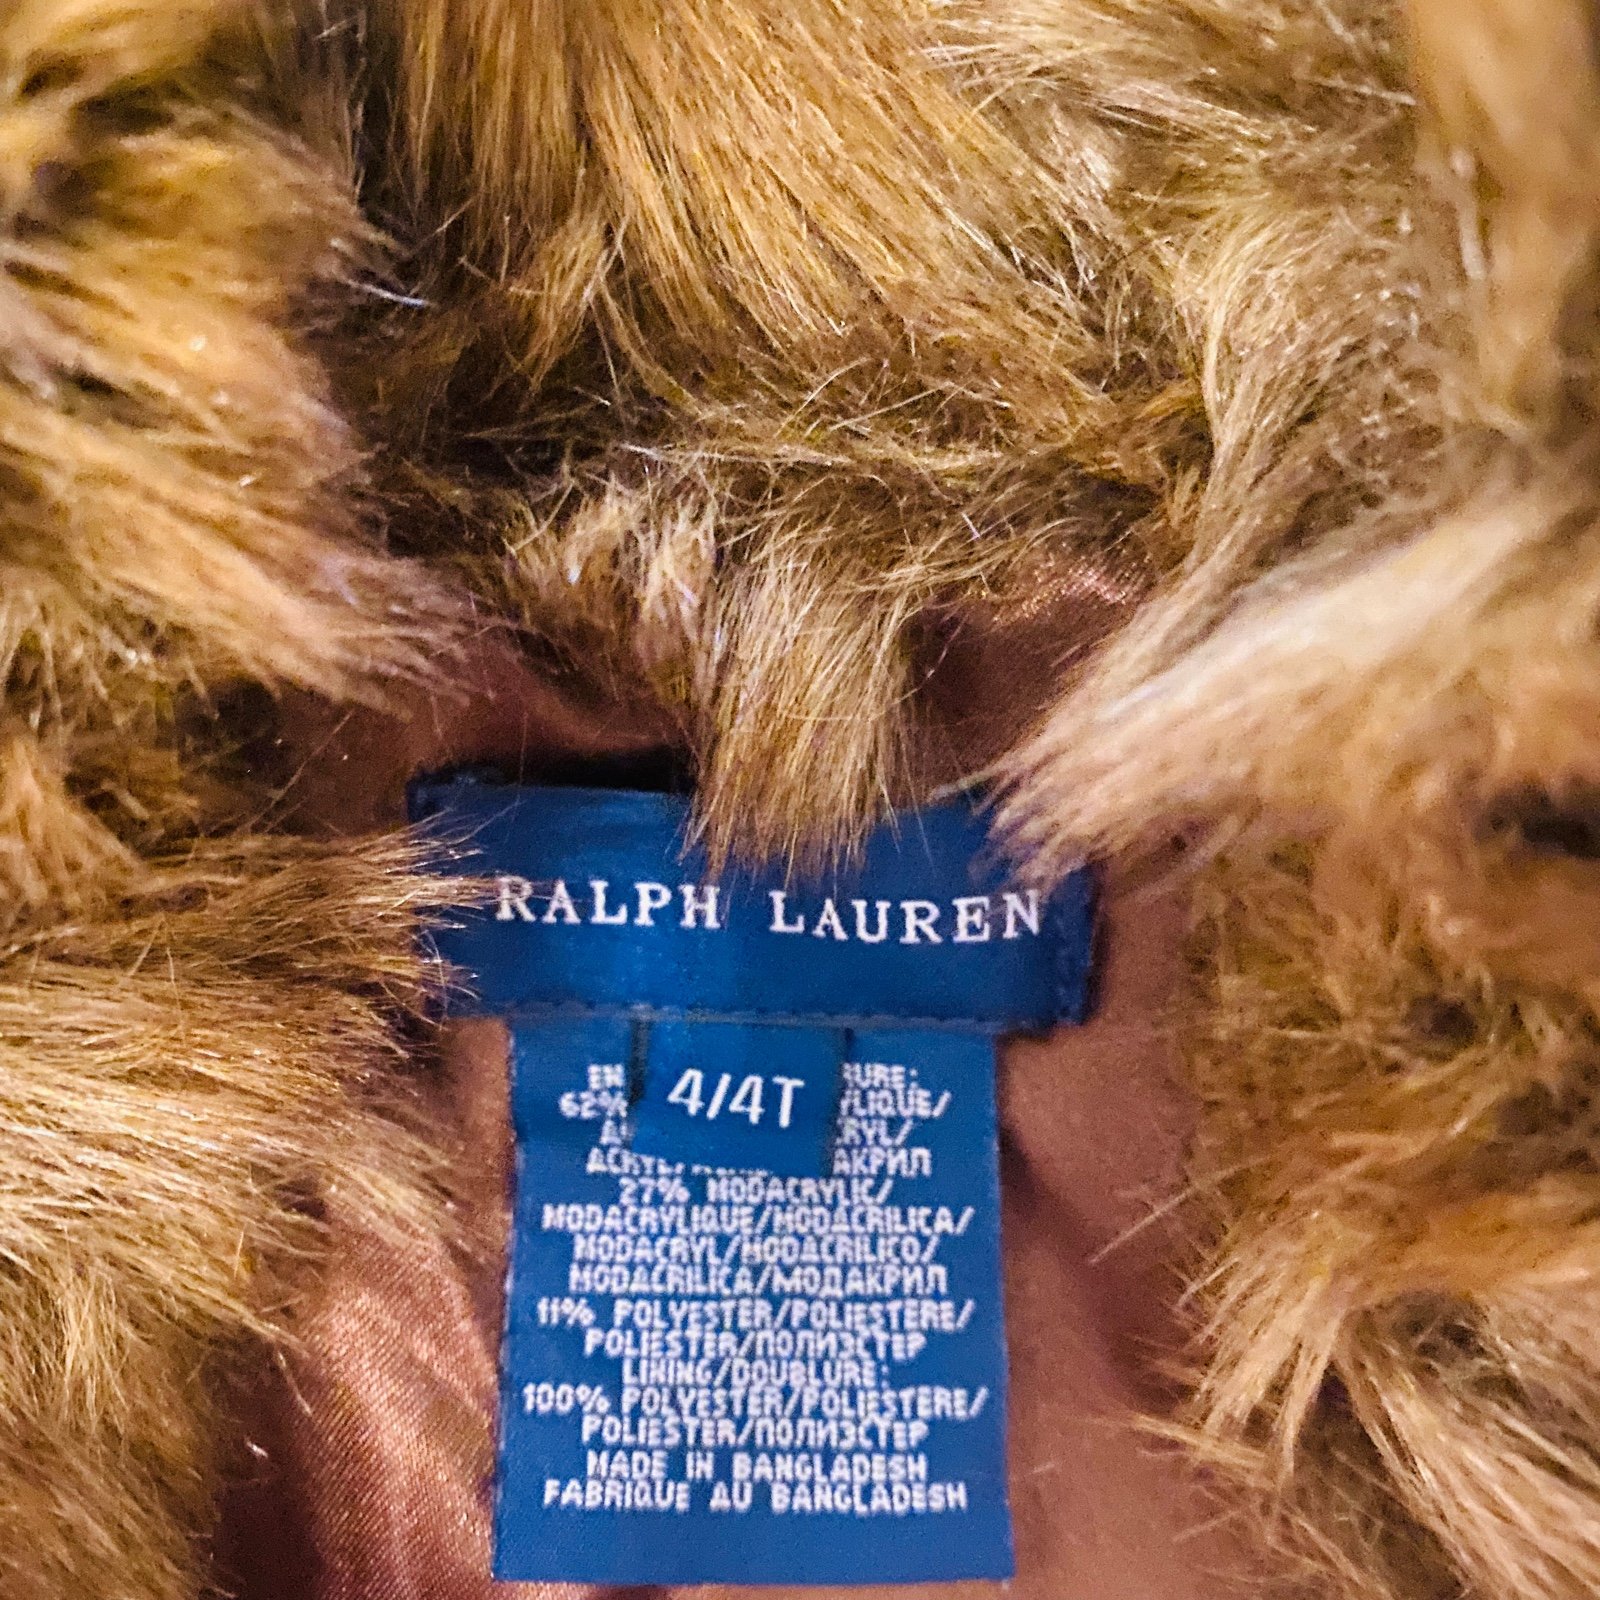 RALPH LAUREN
4/4T
62%
27% MODACRYLIC/
MODACRYLIQUE/MODACRILICA/
MODACRYL/MODACRILICO/
MODACRILICA/МОДАКРИЛ
11% POLYESTER/POLIESTERE/
POLIESTER/ПОЛИЭСТЕР
LINING/DOUBLURE:
100% POLYESTER/POLIESTERE/
POLIESTER/ПОЛИЭСТЕР
MADE IN BANGLADESH
FABRIQUE AU BANGLADESH